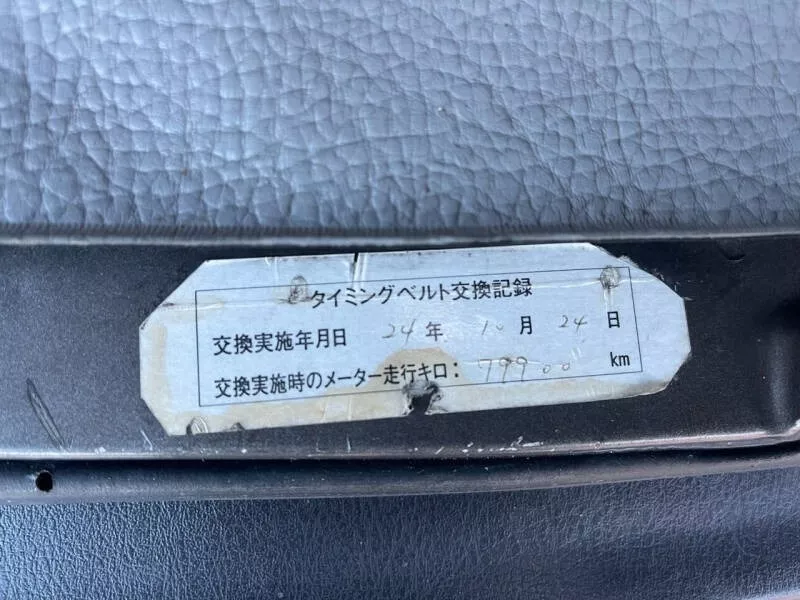 タイミングベルト交換記録
交換実施年月日 24年 10月 24日
交換実施時のメーター走行キロ: 79900 km